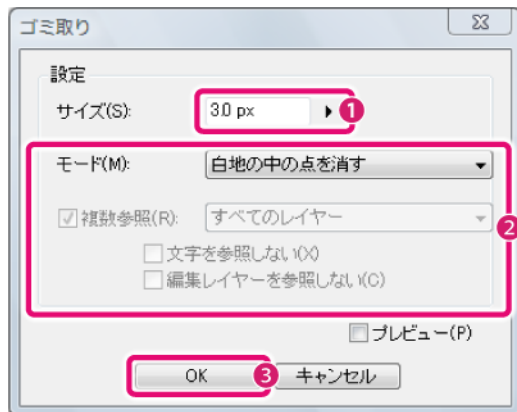 ゴミ取り
設定
サイズ(S): 3.0 px 1
モード(M): 白地の中の点を消す
複数参照(R): すべてのレイヤー 2
文字を参照しない(X)
編集レイヤーを参照しない(C)
プレビュー(P)
OK 3 キャンセル